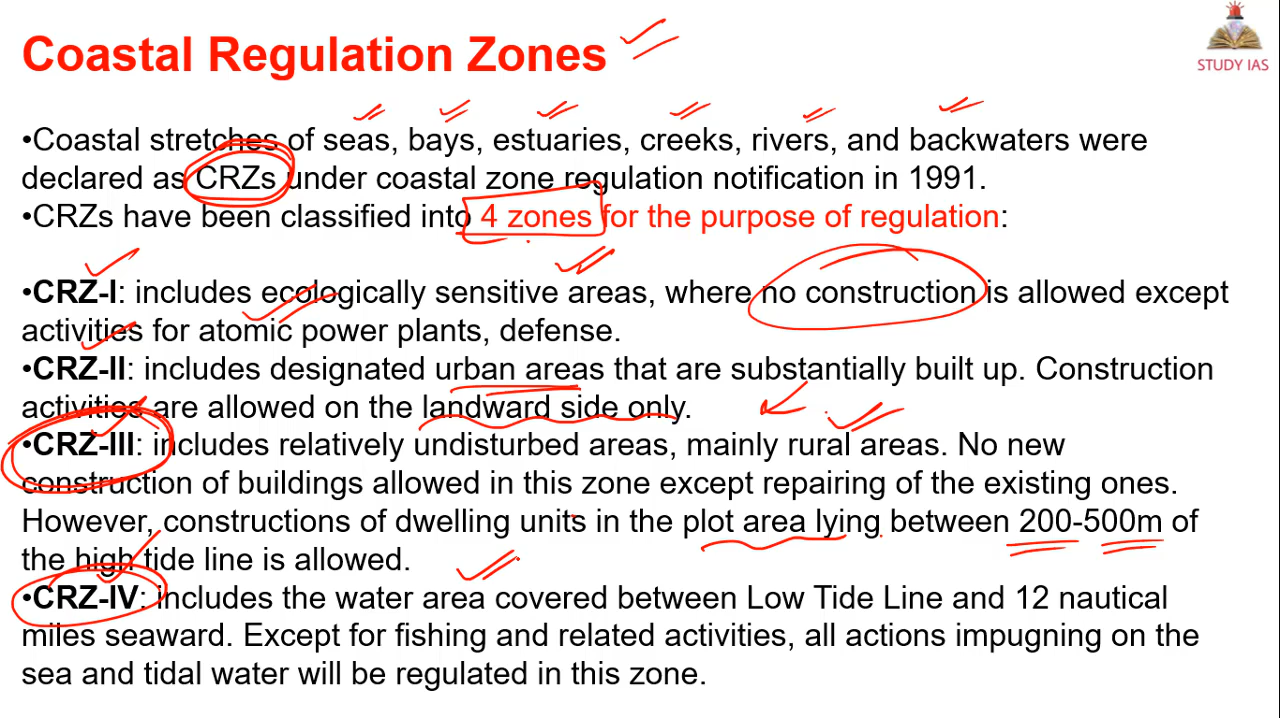 Coastal Regulation Zones
STUDY IAS
•Coastal stretches of seas, bays, estuaries, creeks, rivers, and backwaters were
declared as CRZs under coastal zone regulation notification in 1991.
•CRZs have been classified into 4 zones for the purpose of regulation:
•CRZ-I: includes ecologically sensitive areas, where no construction is allowed except
activities for atomic power plants, defense.
•CRZ-II: includes designated urban areas that are substantially built up. Construction
activities are allowed on the landward side only.
•CRZ-III: includes relatively undisturbed areas, mainly rural areas. No new
construction of buildings allowed in this zone except repairing of the existing ones.
However, constructions of dwelling units in the plot area lying between 200-500m of
the high tide line is allowed.
•CRZ-IV: includes the water area covered between Low Tide Line and 12 nautical
miles seaward. Except for fishing and related activities, all actions impugning on the
sea and tidal water will be regulated in this zone.